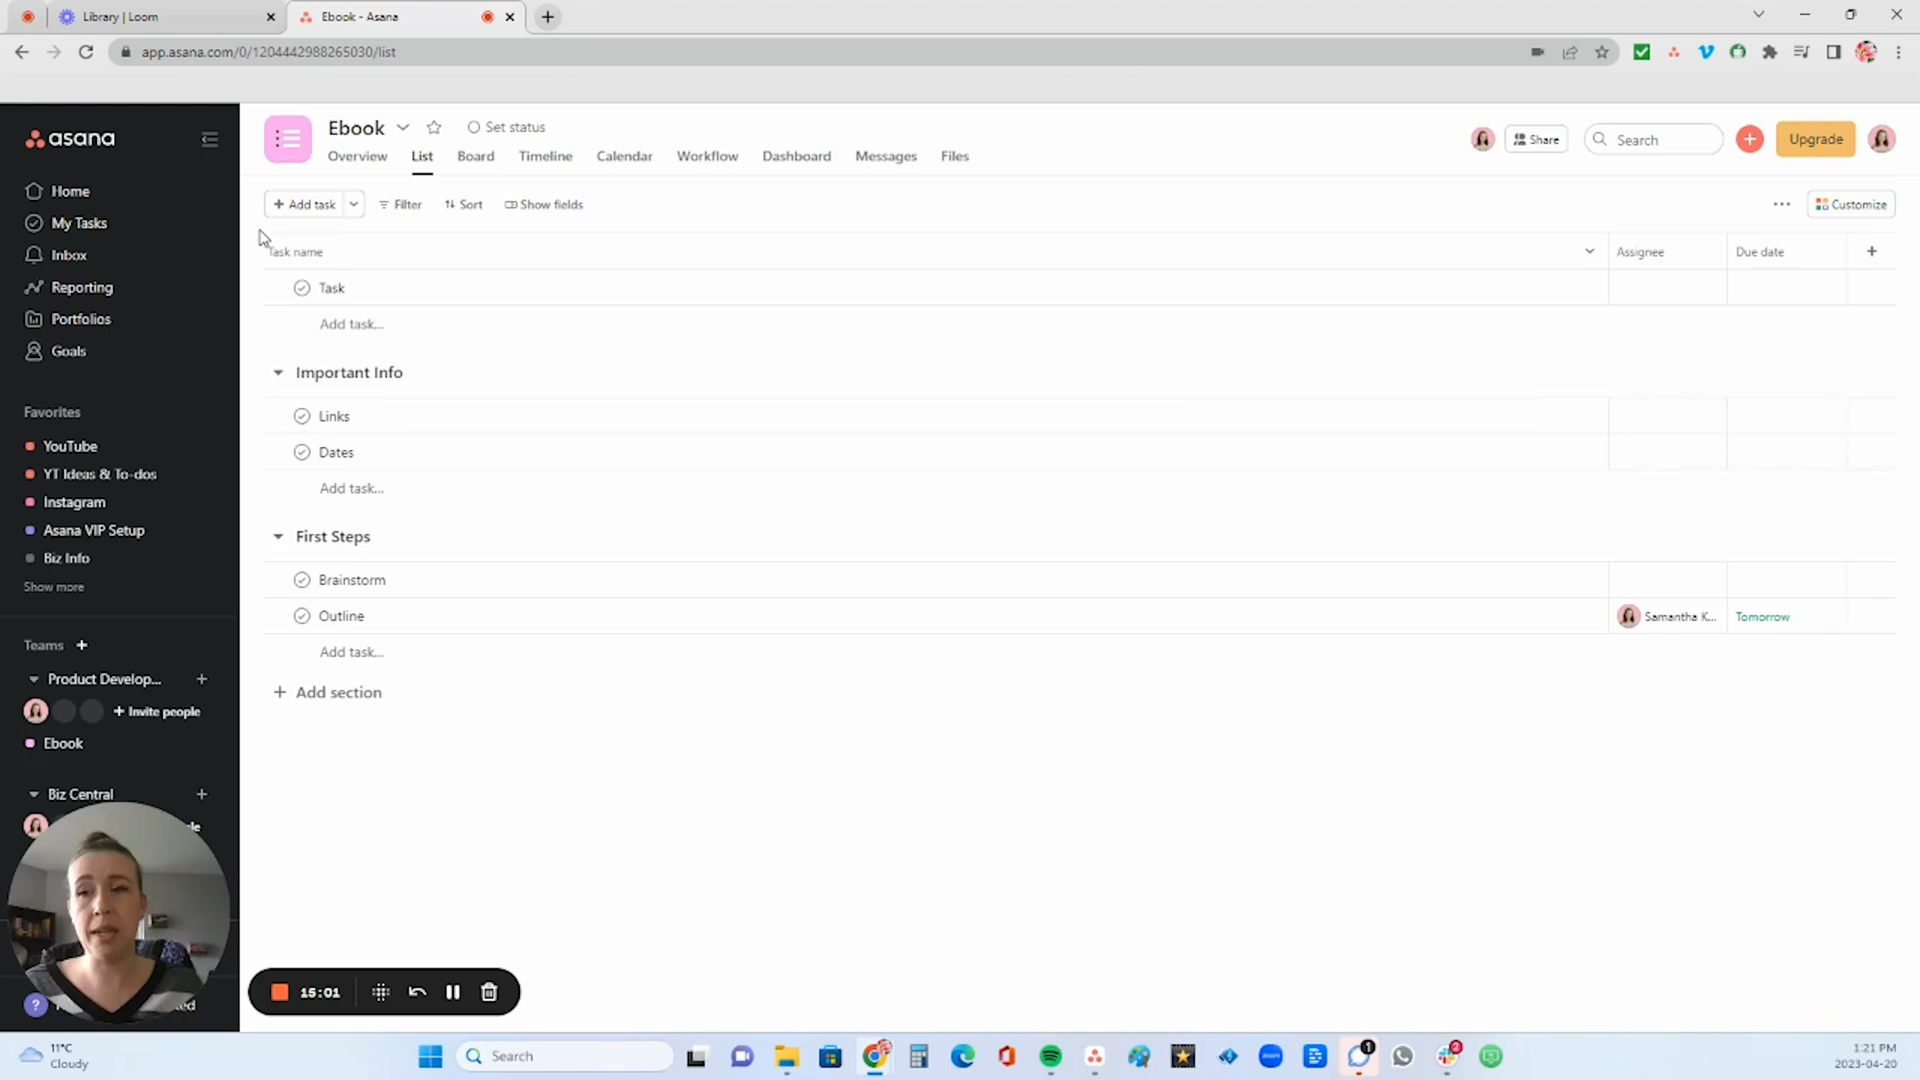 Library | Loom
Ebook - Asana
app.asana.com/0/1204442988265030/list
asana
Home
My Tasks
Inbox
Reporting
Portfolios
Goals
Favorites
YouTube
YT Ideas & To-dos
Instagram
Asana VIP Setup
Biz Info
Show more
Teams
Product Develop...
Invite people
Ebook
Biz Central
Ebook
Set status
Overview
List
Board
Timeline
Calendar
Workflow
Dashboard
Messages
Files
Share
Search
Upgrade
Add task
Filter
Sort
Show fields
Customize
Task name
Assignee
Due date
Task
Add task...
Important Info
Links
Dates
Add task...
First Steps
Brainstorm
Outline
Samantha K...
Tomorrow
Add task...
Add section
15:01
11°C
Cloudy
Search
zoom
1
2
1:21 PM
2023-04-20